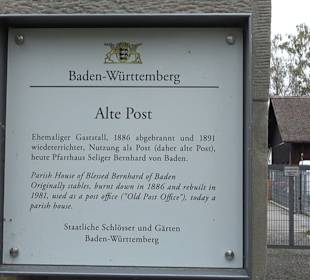 Baden-Württemberg
Alte Post
Ehemaliger Gaststall, 1886 abgebrannt und 1891
wiedererrichtet, Nutzung als Post (daher alte Post),
heute Pfarrhaus Seliger Bernhard von Baden.
Parish House of Blessed Bernhard of Baden
Originally stables, burnt down in 1886 and rebuilt in
1981, used as a post office ("Old Post Office"), today a
parish house.
Staatliche Schlösser und Gärten
Baden-Württemberg